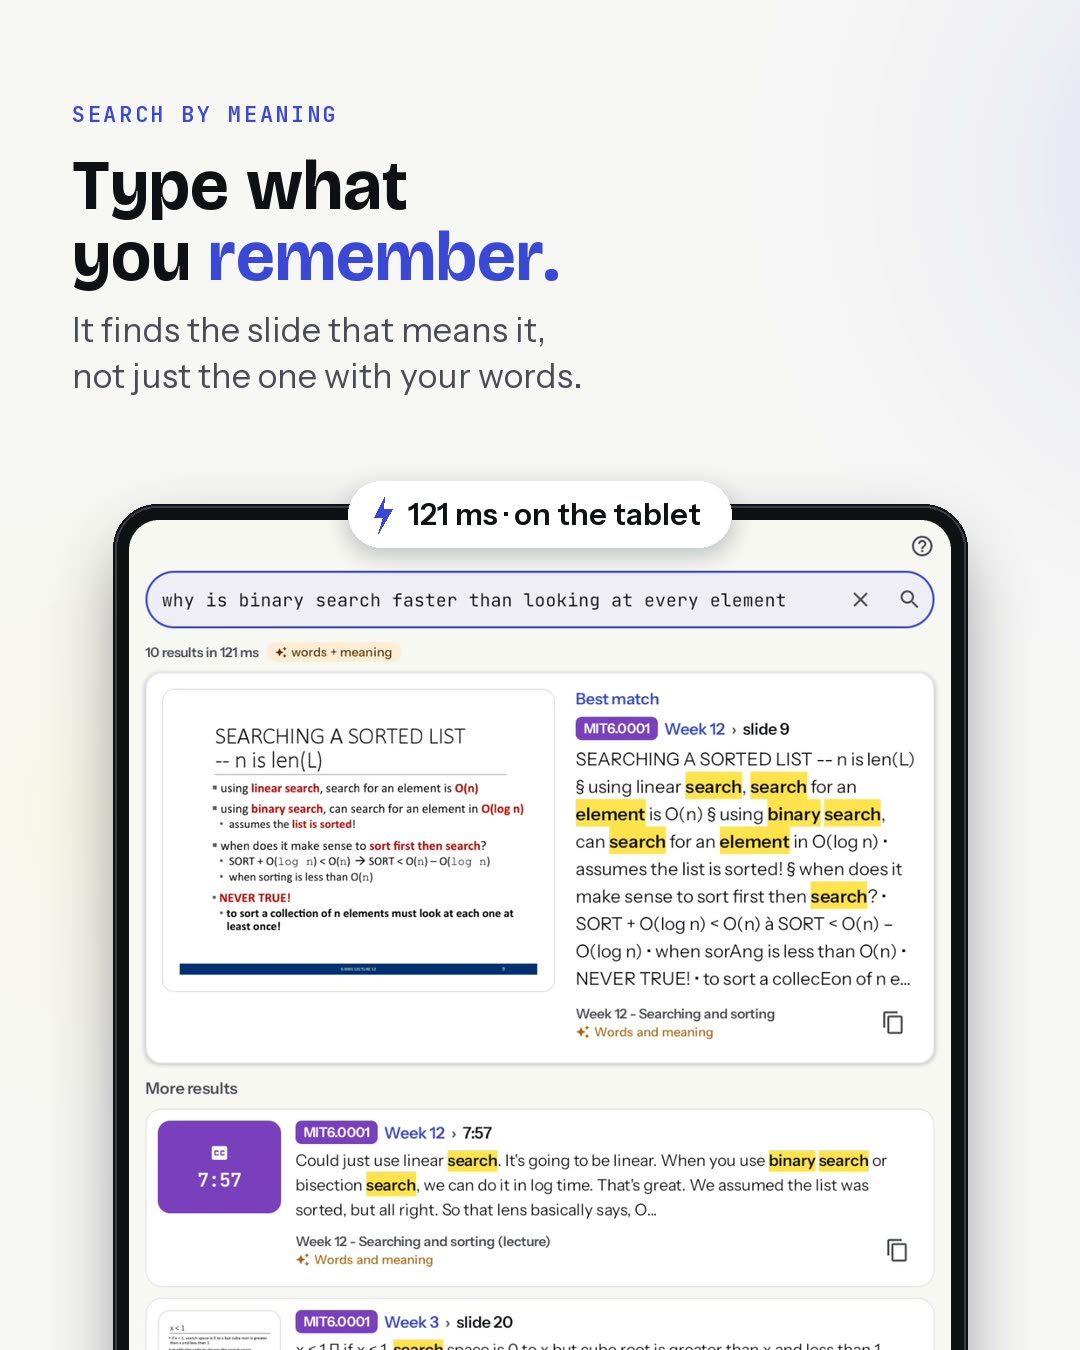 SEARCH BY MEANING
Type what
you remember.
It finds the slide that means it,
not just the one with your words.
121 ms · on the tablet
why is binary search faster than looking at every element
10 results in 121 ms words + meaning
SEARCHING A SORTED LIST
-- n is len(L)
▪ using linear search, search for an element is O(n)
▪ using binary search, can search for an element in O(log n)
• assumes the list is sorted!
▪ when does it make sense to sort first then search?
• SORT + O(log n) < O(n) → SORT < O(n) – O(log n)
• when sorting is less than O(n)
▪ NEVER TRUE!
• to sort a collection of n elements must look at each one at
least once!
Best match
MIT6.0001 Week 12 › slide 9
SEARCHING A SORTED LIST -- n is len(L)
§ using linear search, search for an
element is O(n) § using binary search,
can search for an element in O(log n) •
assumes the list is sorted! § when does it
make sense to sort first then search? •
SORT + O(log n) < O(n) à SORT < O(n) –
O(log n) • when sorAng is less than O(n) •
NEVER TRUE! • to sort a collecEon of n e...
Week 12 - Searching and sorting
Words and meaning
More results
CC
7:57
MIT6.0001 Week 12 › 7:57
Could just use linear search. It's going to be linear. When you use binary search or
bisection search, we can do it in log time. That's great. We assumed the list was
sorted, but all right. So that lens basically says, O...
Week 12 - Searching and sorting (lecture)
Words and meaning
x < 1
MIT6.0001 Week 3 › slide 20